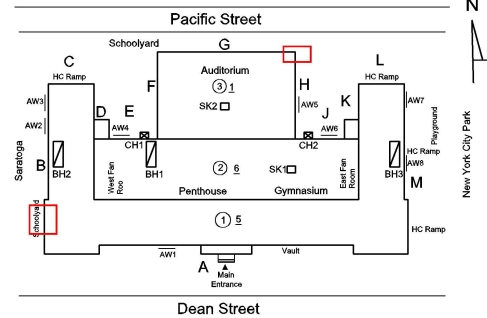 N
Pacific Street
Schoolyard
G
C
L
HC Ramp
Auditorium
HC Ramp
F
3 1
H
AW3
D
E
SK2
AW5
J
K
AW7
AW2
AW4
AW6
Playground
CH1
CH2
HC Ramp
Saratoga
B
BH2
West Fan
Roo
BH1
2 6
SK1
East Fan
Room
BH3
AW8
M
New York City Park
Penthouse
Gymnasium
Schoolyard
1 5
HC Ramp
AW1
A
Vault
Main
Entrance
Dean Street